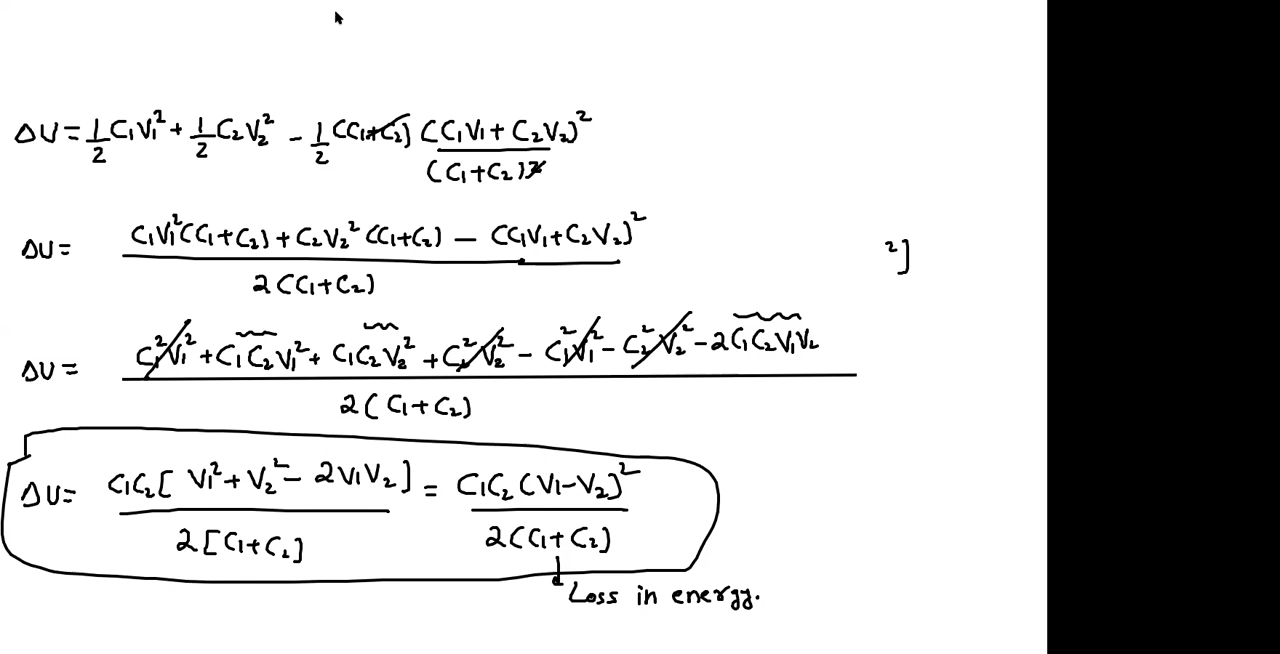 ΔU = 1/2 C₁V₁² + 1/2 C₂V₂² - 1/2 (C₁+C₂) (C₁V₁ + C₂V₂)² / (C₁+C₂)²
ΔU = C₁V₁²(C₁+C₂) + C₂V₂²(C₁+C₂) - (C₁V₁+C₂V₂)² / 2(C₁+C₂)
²]
ΔU = C₁²V₁² + C₁C₂V₁² + C₁C₂V₂² + C₂²V₂² - C₁²V₁² - C₂²V₂² - 2C₁C₂V₁V₂ / 2(C₁+C₂)
ΔU = C₁C₂[V₁² + V₂² - 2V₁V₂] / 2[C₁+C₂] = C₁C₂(V₁-V₂)² / 2(C₁+C₂)
Loss in energy.